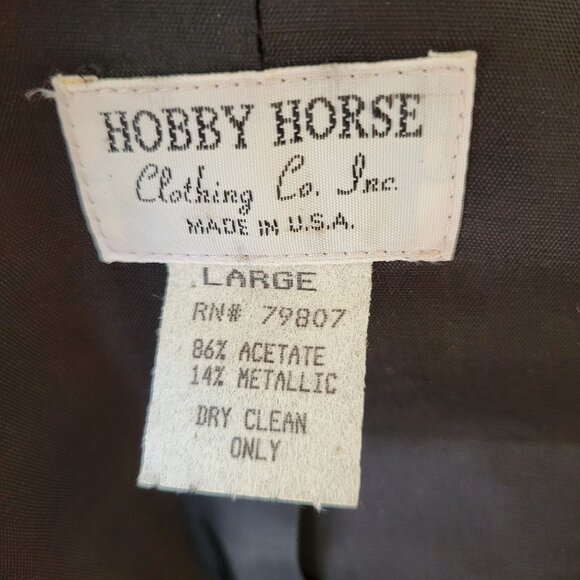 HOBBY HORSE
Clothing Co. Inc.
MADE IN U.S.A.
LARGE
RN# 79807
86% ACETATE
14% METALLIC
DRY CLEAN
ONLY